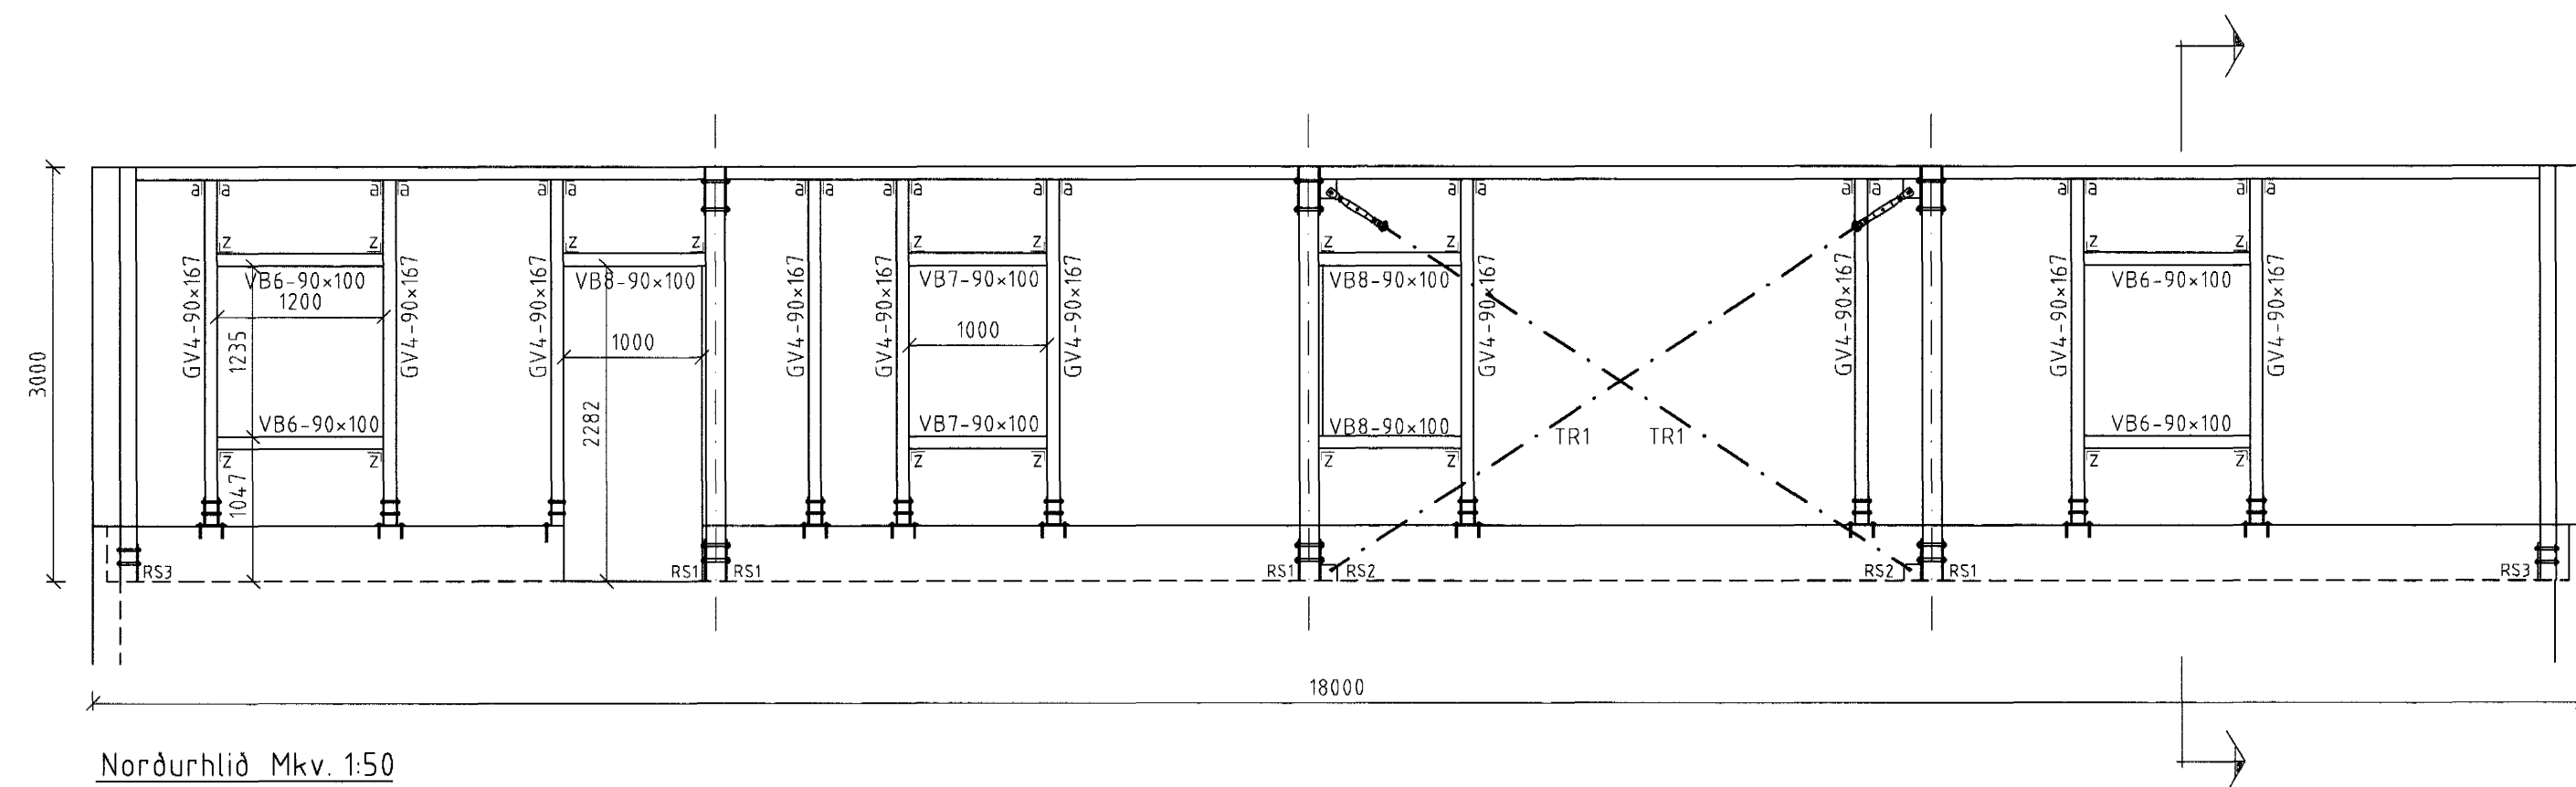 a a a a a a a a a a a a a a a a a a a
z z z z z z z z z z
VB6-90×100
VB8-90×100
VB7-90×100
VB8-90×100
VB6-90×100
1200
1000
1000
GV4-90×167
GV4-90×167
GV4-90×167
GV4-90×167
GV4-90×167
GV4-90×167
GV4-90×167
GV4-90×167
GV4-90×167
GV4-90×167
3000
1235
2282
1047
VB6-90×100
VB7-90×100
VB8-90×100
VB6-90×100
TR1 TR1
z z z z z z z z
RS3
RS1 RS1
RS1 RS2
RS2 RS1
RS3
18000
Norðurhlið Mkv. 1:50